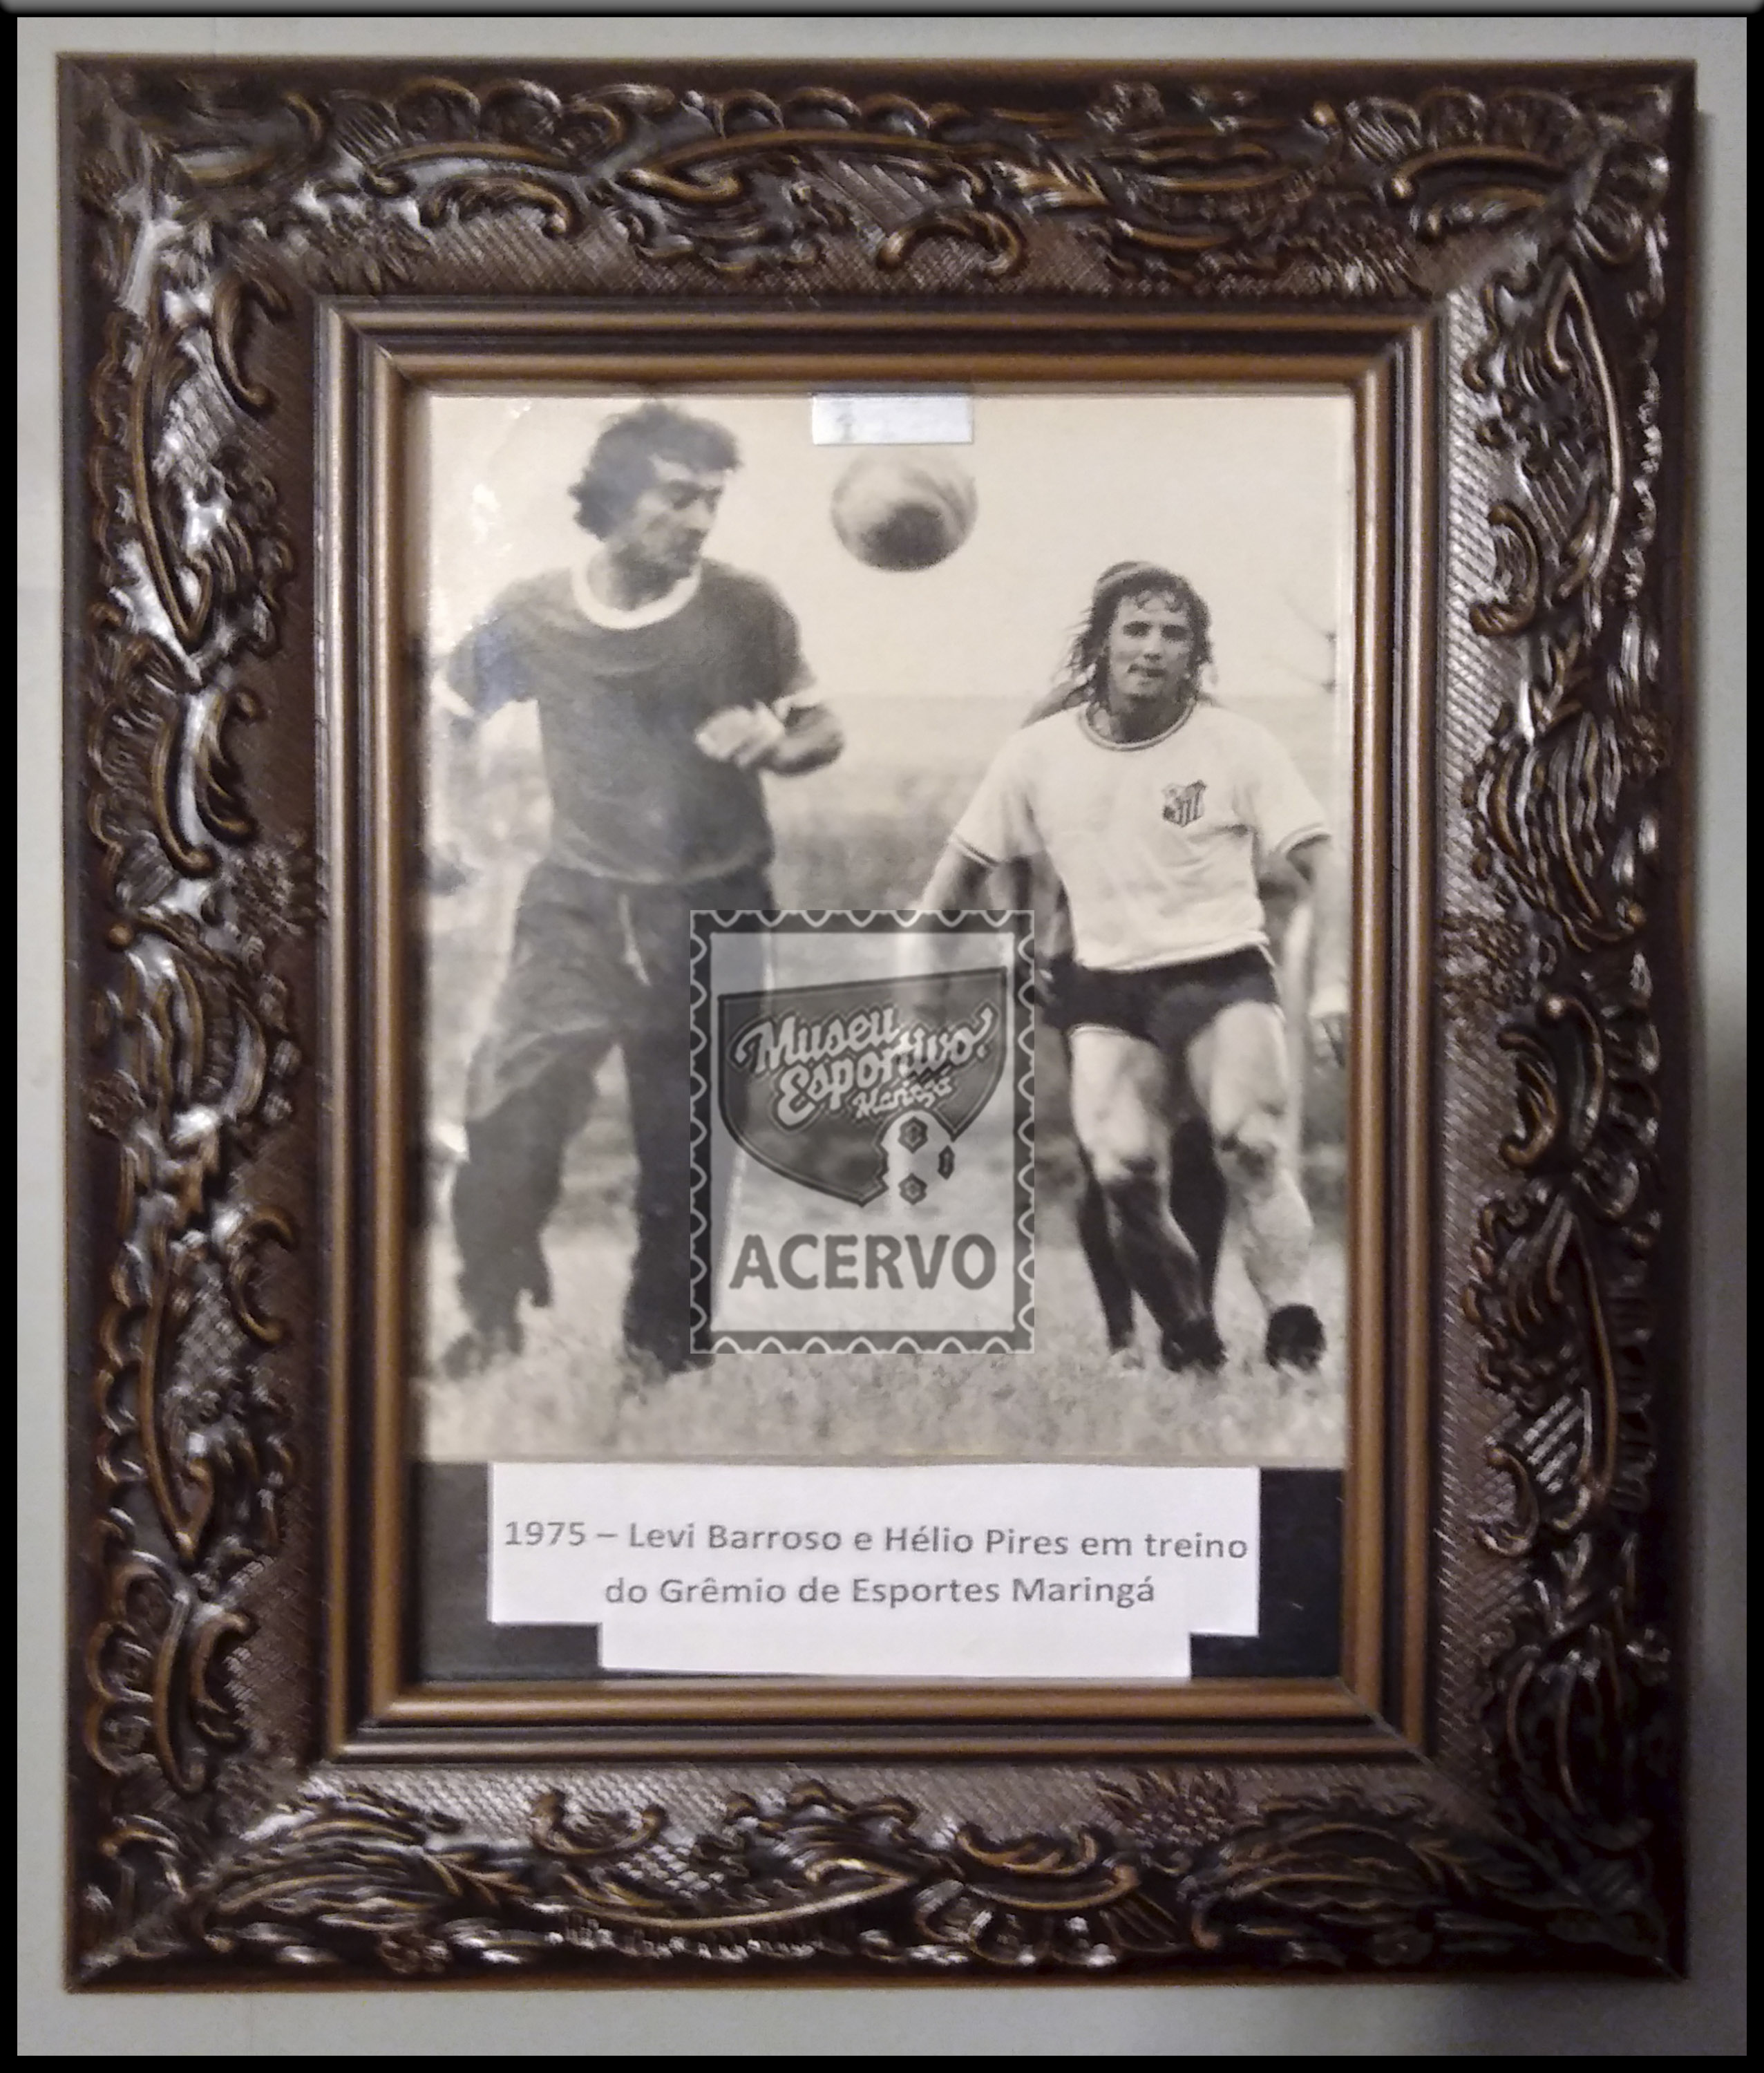 Museu
Esportivo
Maringá
ACERVO
1975 – Levi Barroso e Hélio Pires em treino
do Grêmio de Esportes Maringá